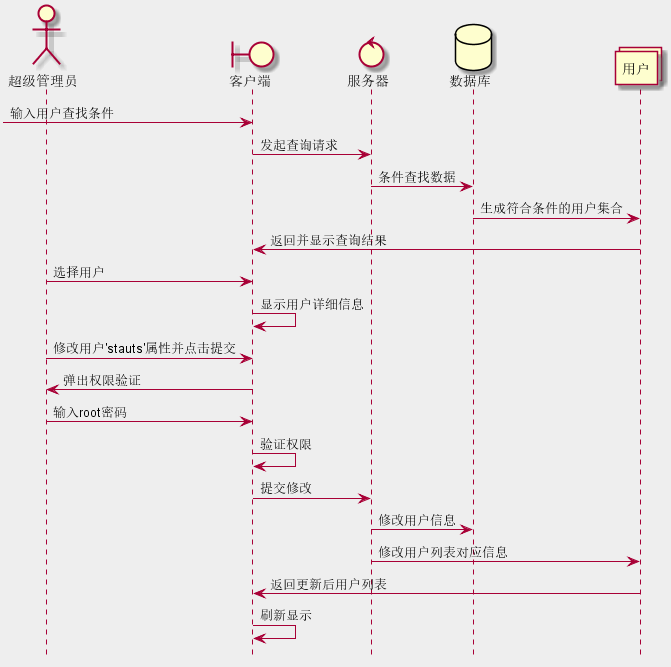 超级管理员
客户端
服务器
数据库
用户
输入用户查找条件
发起查询请求
条件查找数据
生成符合条件的用户集合
返回并显示查询结果
选择用户
显示用户详细信息
修改用户'stauts'属性并点击提交
弹出权限验证
输入root密码
验证权限
提交修改
修改用户信息
修改用户列表对应信息
返回更新后用户列表
刷新显示